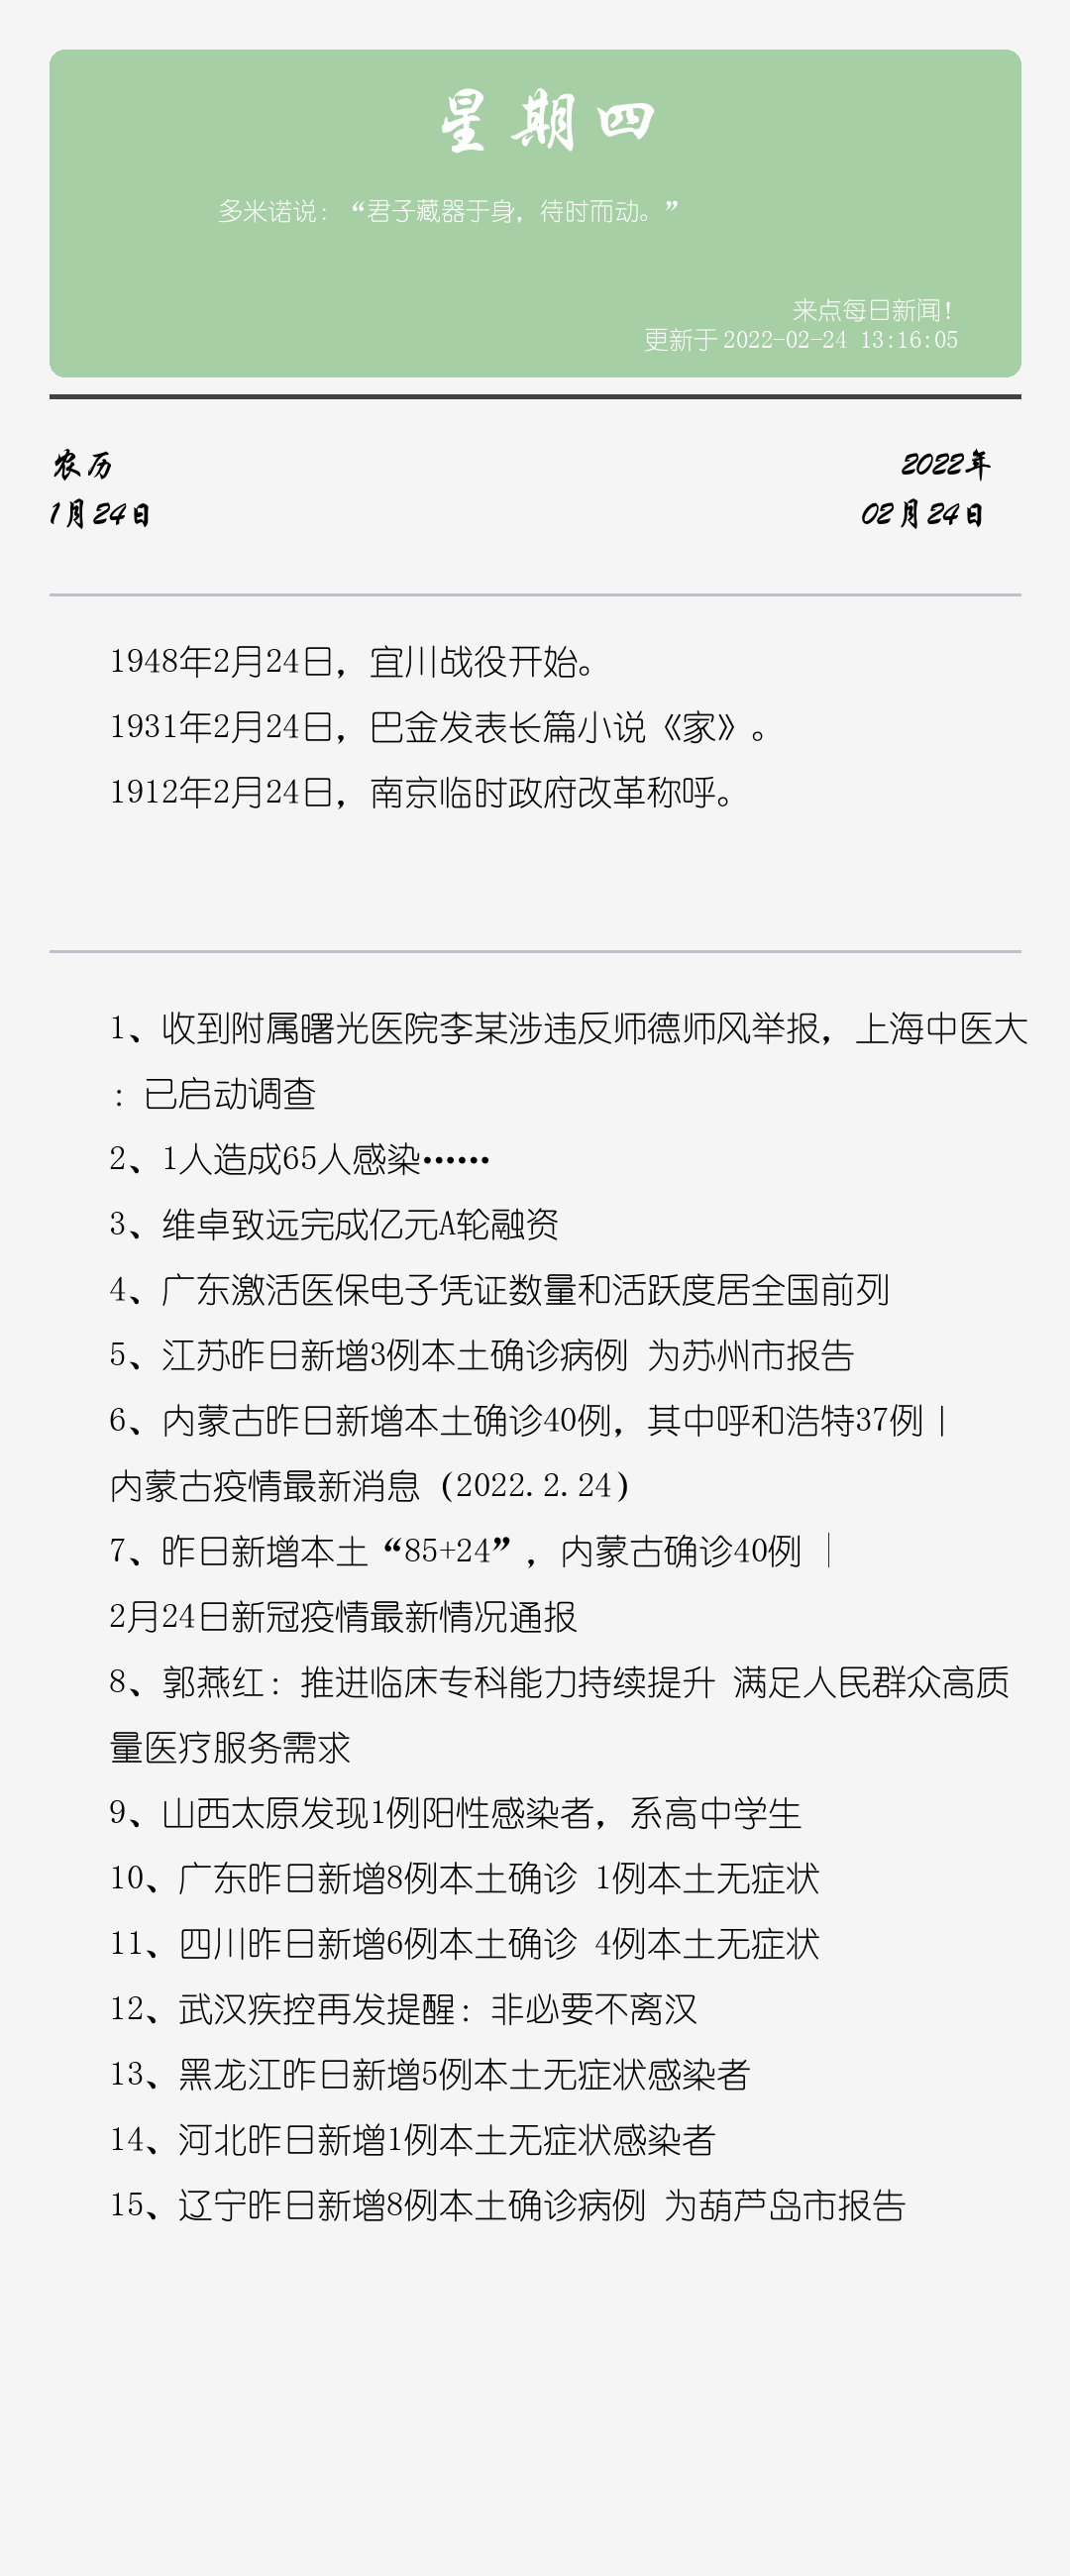 星期四
多米诺说：“君子藏器于身，待时而动。”
来点每日新闻！
更新于 2022-02-24 13:16:05
农历
2022年
1月24日
02月24日
1948年2月24日，宜川战役开始。
1931年2月24日，巴金发表长篇小说《家》。
1912年2月24日，南京临时政府改革称呼。
1、收到附属曙光医院李某涉违反师德师风举报，上海中医大
：已启动调查
2、1人造成65人感染……
3、维卓致远完成亿元A轮融资
4、广东激活医保电子凭证数量和活跃度居全国前列
5、江苏昨日新增3例本土确诊病例 为苏州市报告
6、内蒙古昨日新增本土确诊40例，其中呼和浩特37例 |
内蒙古疫情最新消息（2022.2.24）
7、昨日新增本土“85+24”，内蒙古确诊40例 ｜
2月24日新冠疫情最新情况通报
8、郭燕红：推进临床专科能力持续提升 满足人民群众高质
量医疗服务需求
9、山西太原发现1例阳性感染者，系高中学生
10、广东昨日新增8例本土确诊 1例本土无症状
11、四川昨日新增6例本土确诊 4例本土无症状
12、武汉疾控再发提醒：非必要不离汉
13、黑龙江昨日新增5例本土无症状感染者
14、河北昨日新增1例本土无症状感染者
15、辽宁昨日新增8例本土确诊病例 为葫芦岛市报告